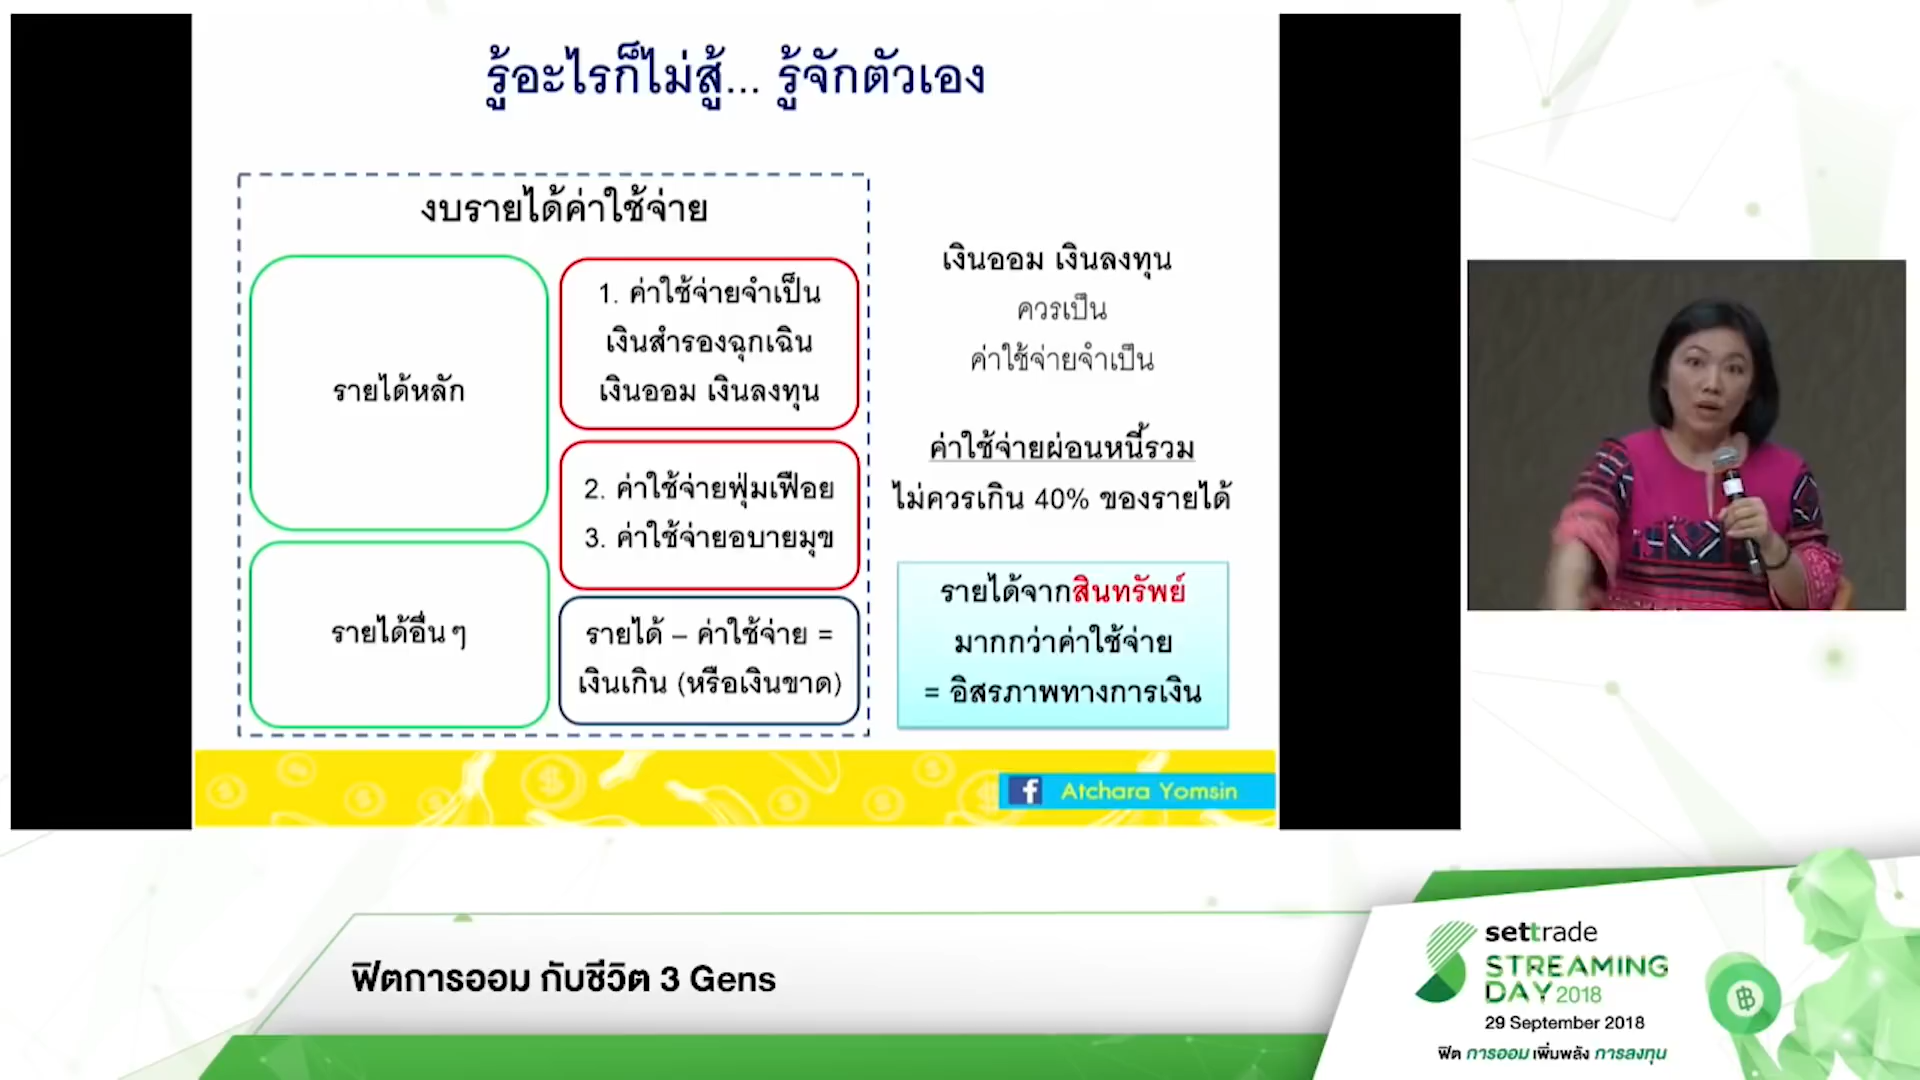 รู้อะไรก็ไม่สู้... รู้จักตัวเอง
งบรายได้ค่าใช้จ่าย
รายได้หลัก
รายได้อื่นๆ
1. ค่าใช้จ่ายจำเป็น
เงินสำรองฉุกเฉิน
เงินออม เงินลงทุน
2. ค่าใช้จ่ายฟุ่มเฟือย
3. ค่าใช้จ่ายอบายมุข
รายได้ – ค่าใช้จ่าย =
เงินเกิน (หรือเงินขาด)
เงินออม เงินลงทุน
ควรเป็น
ค่าใช้จ่ายจำเป็น
ค่าใช้จ่ายผ่อนหนี้รวม
ไม่ควรเกิน 40% ของรายได้
รายได้จากสินทรัพย์
มากกว่าค่าใช้จ่าย
= อิสรภาพทางการเงิน
f Atchara Yomsin
ฟิตการออม กับชีวิต 3 Gens
settrade
STREAMING
DAY 2018
29 September 2018
ฟิต การออม เพิ่มพลัง การลงทุน